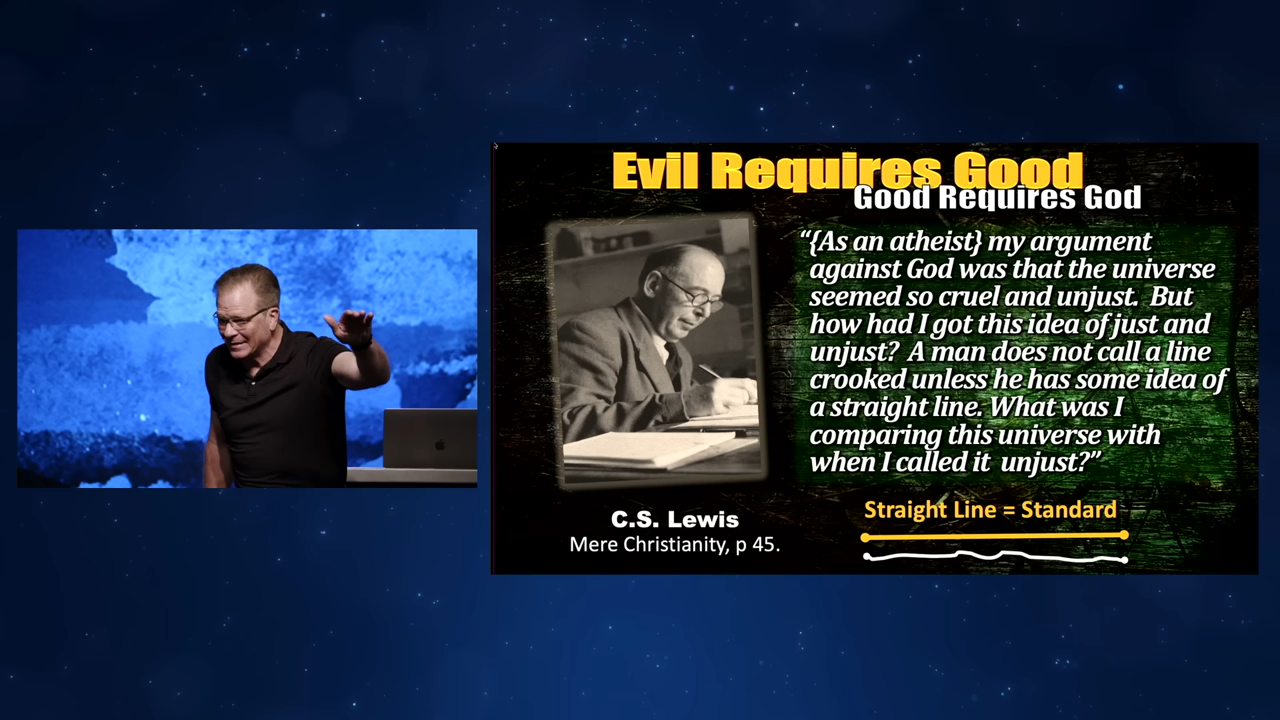 Evil Requires Good
Good Requires God
“{As an atheist} my argument
against God was that the universe
seemed so cruel and unjust.  But
how had I got this idea of just and
unjust?  A man does not call a line
crooked unless he has some idea of
a straight line. What was I
comparing this universe with
when I called it  unjust?”
C.S. Lewis
Mere Christianity, p 45.
Straight Line = Standard